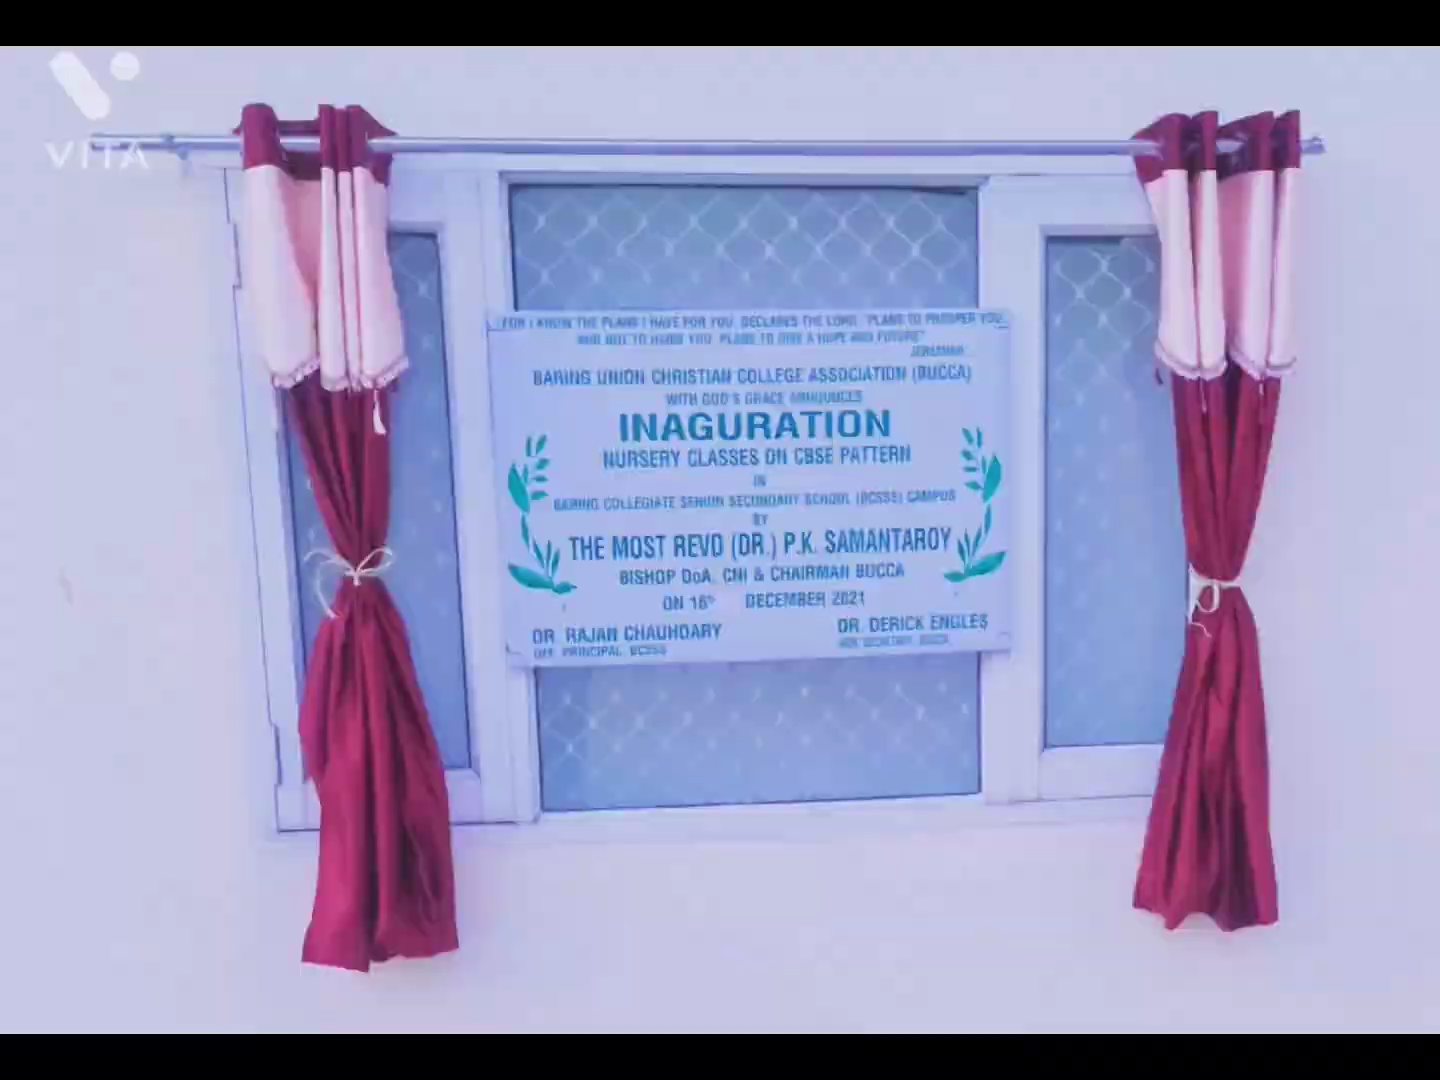 VITA
"FOR I KNOW THE PLANS I HAVE FOR YOU, DECLARES THE LORD, "PLANS TO PROSPER YOU
AND NOT TO HARM YOU, PLANS TO GIVE A HOPE AND FUTURE"
JEREMIAH
BARING UNION CHRISTIAN COLLEGE ASSOCIATION (BUCCA)
WITH GOD'S GRACE ANNOUNCES
INAGURATION
NURSERY CLASSES ON CBSE PATTERN
IN
BARING COLLEGIATE SENIOR SECONDARY SCHOOL (BCSSS) CAMPUS
BY
THE MOST REVD (DR.) P.K. SAMANTAROY
BISHOP DoA, CNI & CHAIRMAN BUCCA
ON 16th DECEMBER 2021
DR. RAJAN CHAUHDARY DR. DERICK ENGLES
OFF. PRINCIPAL, BCSSS HON. SECRETARY, BUCCA